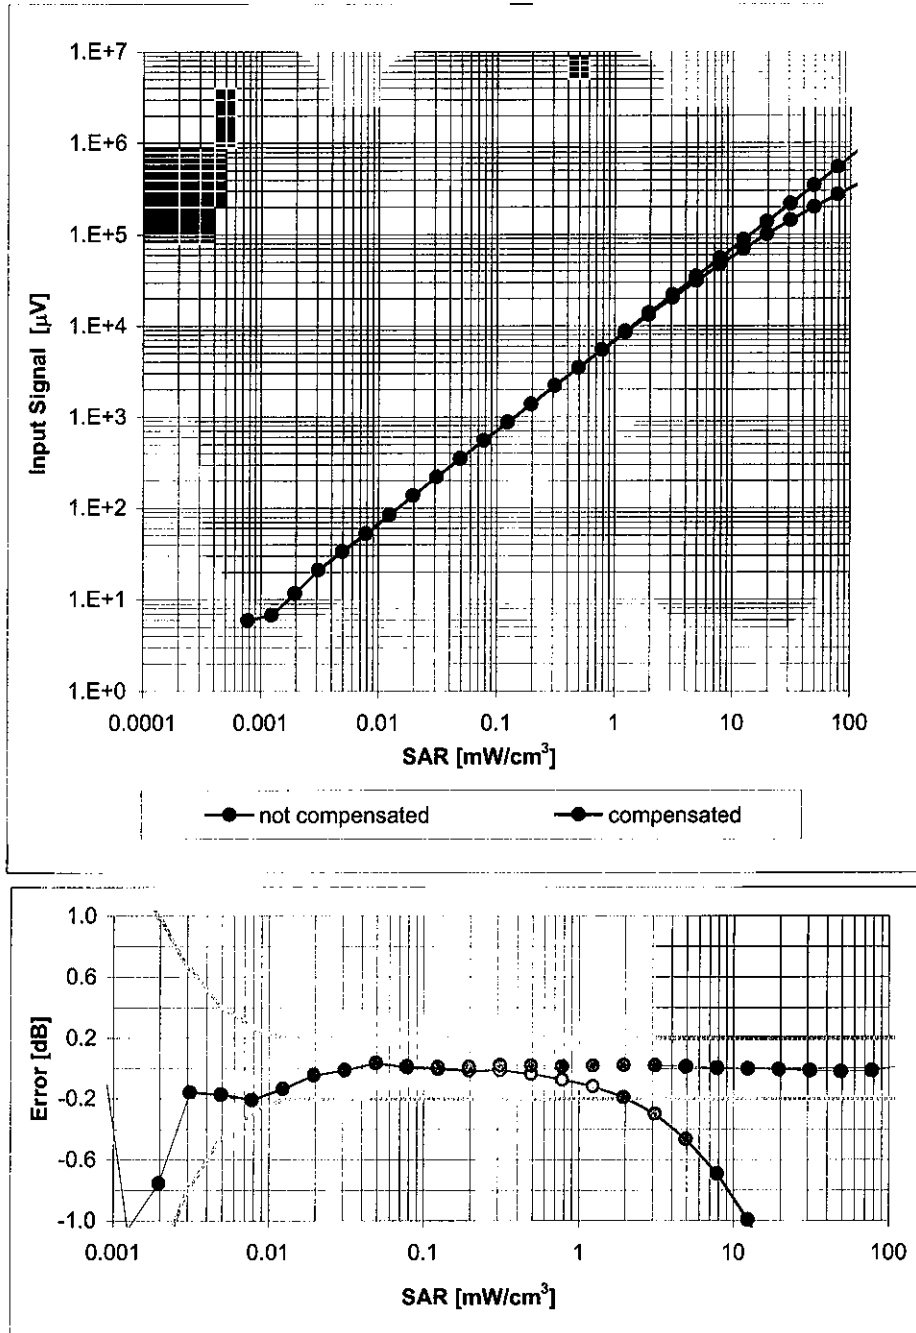 1.E+7
1.E+6
1.E+5
1.E+4
1.E+3
1.E+2
1.E+1
1.E+0
Input Signal [µV]
0.0001 0.001 0.01 0.1 1 10 100
SAR [mW/cm³]
not compensated compensated
1.0
0.6
0.2
-0.2
-0.6
-1.0
Error [dB]
0.001 0.01 0.1 1 10 100
SAR [mW/cm³]